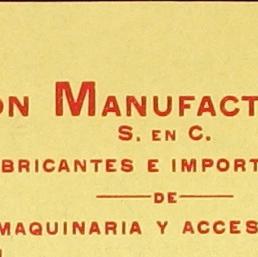 ON MANUFACT
S. EN C.
BRICANTES E IMPORT
DE
MAQUINARIA Y ACCES